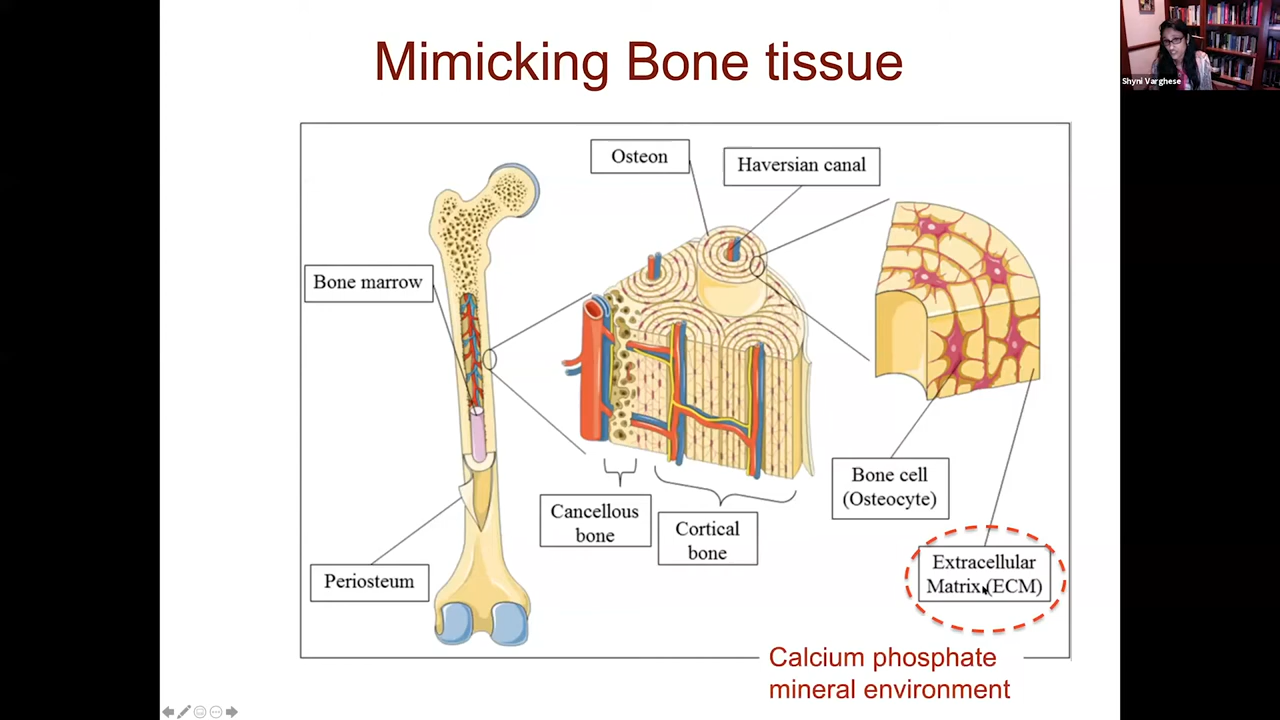 Mimicking Bone tissue
Shyni Varghese
Osteon
Haversian canal
Bone marrow
Bone cell
(Osteocyte)
Cancellous
bone
Cortical
bone
Periosteum
Extracellular
Matrix (ECM)
Calcium phosphate
mineral environment